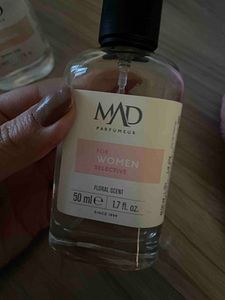 MAD
PARFUMEUR
FOR
WOMEN
SELECTIVE
FLORAL SCENT
50 ml e 1.7 fl. oz.
SINCE 1994